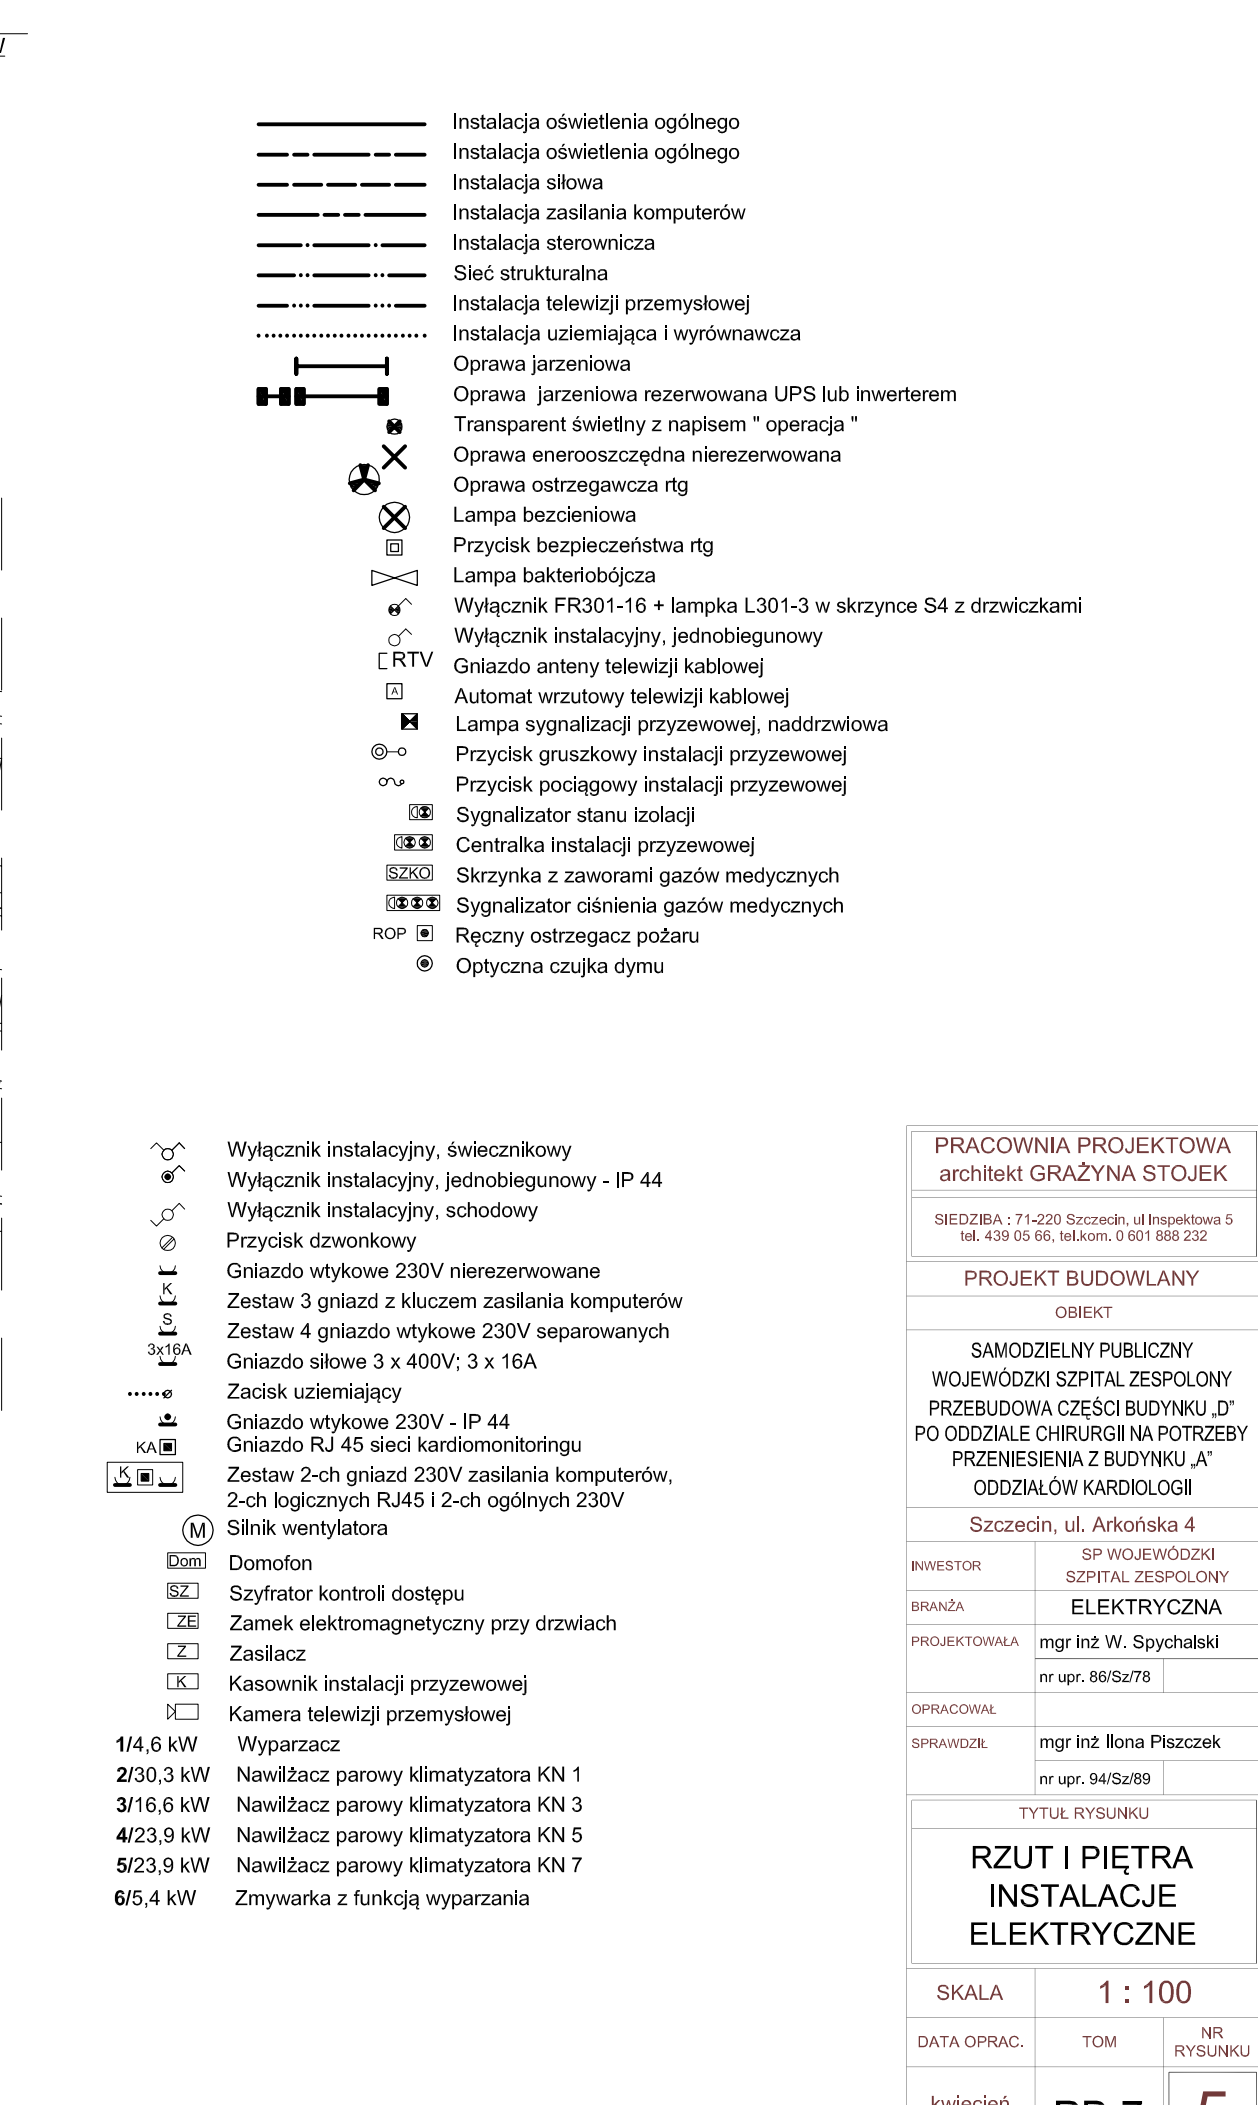 Instalacja oświetlenia ogólnego
Instalacja oświetlenia ogólnego
Instalacja siłowa
Instalacja zasilania komputerów
Instalacja sterownicza
Sieć strukturalna
Instalacja telewizji przemysłowej
Instalacja uziemiająca i wyrównawcza
Oprawa jarzeniowa
Oprawa jarzeniowa rezerwowana UPS lub inwerterem
Transparent świetlny z napisem " operacja "
Oprawa enerooszczędna nierezerwowana
Oprawa ostrzegawcza rtg
Lampa bezcieniowa
Przycisk bezpieczeństwa rtg
Lampa bakteriobójcza
Wyłącznik FR301-16 + lampka L301-3 w skrzynce S4 z drzwiczkami
Wyłącznik instalacyjny, jednobiegunowy
RTV Gniazdo anteny telewizji kablowej
A Automat wrzutowy telewizji kablowej
Lampa sygnalizacji przyzewowej, naddrzwiowa
Przycisk gruszkowy instalacji przyzewowej
Przycisk pociągowy instalacji przyzewowej
Sygnalizator stanu izolacji
Centralka instalacji przyzewowej
SZKO Skrzynka z zaworami gazów medycznych
Sygnalizator ciśnienia gazów medycznych
ROP Ręczny ostrzegacz pożaru
Optyczna czujka dymu
Wyłącznik instalacyjny, świecznikowy
Wyłącznik instalacyjny, jednobiegunowy - IP 44
Wyłącznik instalacyjny, schodowy
Przycisk dzwonkowy
Gniazdo wtykowe 230V nierezerwowane
K Zestaw 3 gniazd z kluczem zasilania komputerów
S Zestaw 4 gniazdo wtykowe 230V separowanych
3x16A Gniazdo siłowe 3 x 400V; 3 x 16A
Zacisk uziemiający
Gniazdo wtykowe 230V - IP 44
KA Gniazdo RJ 45 sieci kardiomonitoringu
K Zestaw 2-ch gniazd 230V zasilania komputerów,
2-ch logicznych RJ45 i 2-ch ogólnych 230V
M Silnik wentylatora
Dom Domofon
SZ Szyfrator kontroli dostępu
ZE Zamek elektromagnetyczny przy drzwiach
Z Zasilacz
K Kasownik instalacji przyzewowej
Kamera telewizji przemysłowej
1/4,6 kW Wyparzacz
2/30,3 kW Nawilżacz parowy klimatyzatora KN 1
3/16,6 kW Nawilżacz parowy klimatyzatora KN 3
4/23,9 kW Nawilżacz parowy klimatyzatora KN 5
5/23,9 kW Nawilżacz parowy klimatyzatora KN 7
6/5,4 kW Zmywarka z funkcją wyparzania
PRACOWNIA PROJEKTOWA
architekt GRAŻYNA STOJEK
SIEDZIBA : 71-220 Szczecin, ul Inspektowa 5
tel. 439 05 66, tel.kom. 0 601 888 232
PROJEKT BUDOWLANY
OBIEKT
SAMODZIELNY PUBLICZNY
WOJEWÓDZKI SZPITAL ZESPOLONY
PRZEBUDOWA CZĘŚCI BUDYNKU „D”
PO ODDZIALE CHIRURGII NA POTRZEBY
PRZENIESIENIA Z BUDYNKU „A”
ODDZIAŁÓW KARDIOLOGII
Szczecin, ul. Arkońska 4
INWESTOR SP WOJEWÓDZKI
SZPITAL ZESPOLONY
BRANŻA ELEKTRYCZNA
PROJEKTOWAŁA mgr inż W. Spychalski
nr upr. 86/Sz/78
OPRACOWAŁ
SPRAWDZIŁ mgr inż Ilona Piszczek
nr upr. 94/Sz/89
TYTUŁ RYSUNKU
RZUT I PIĘTRA
INSTALACJE
ELEKTRYCZNE
SKALA 1 : 100
DATA OPRAC. TOM NR
RYSUNKU
kwiecień